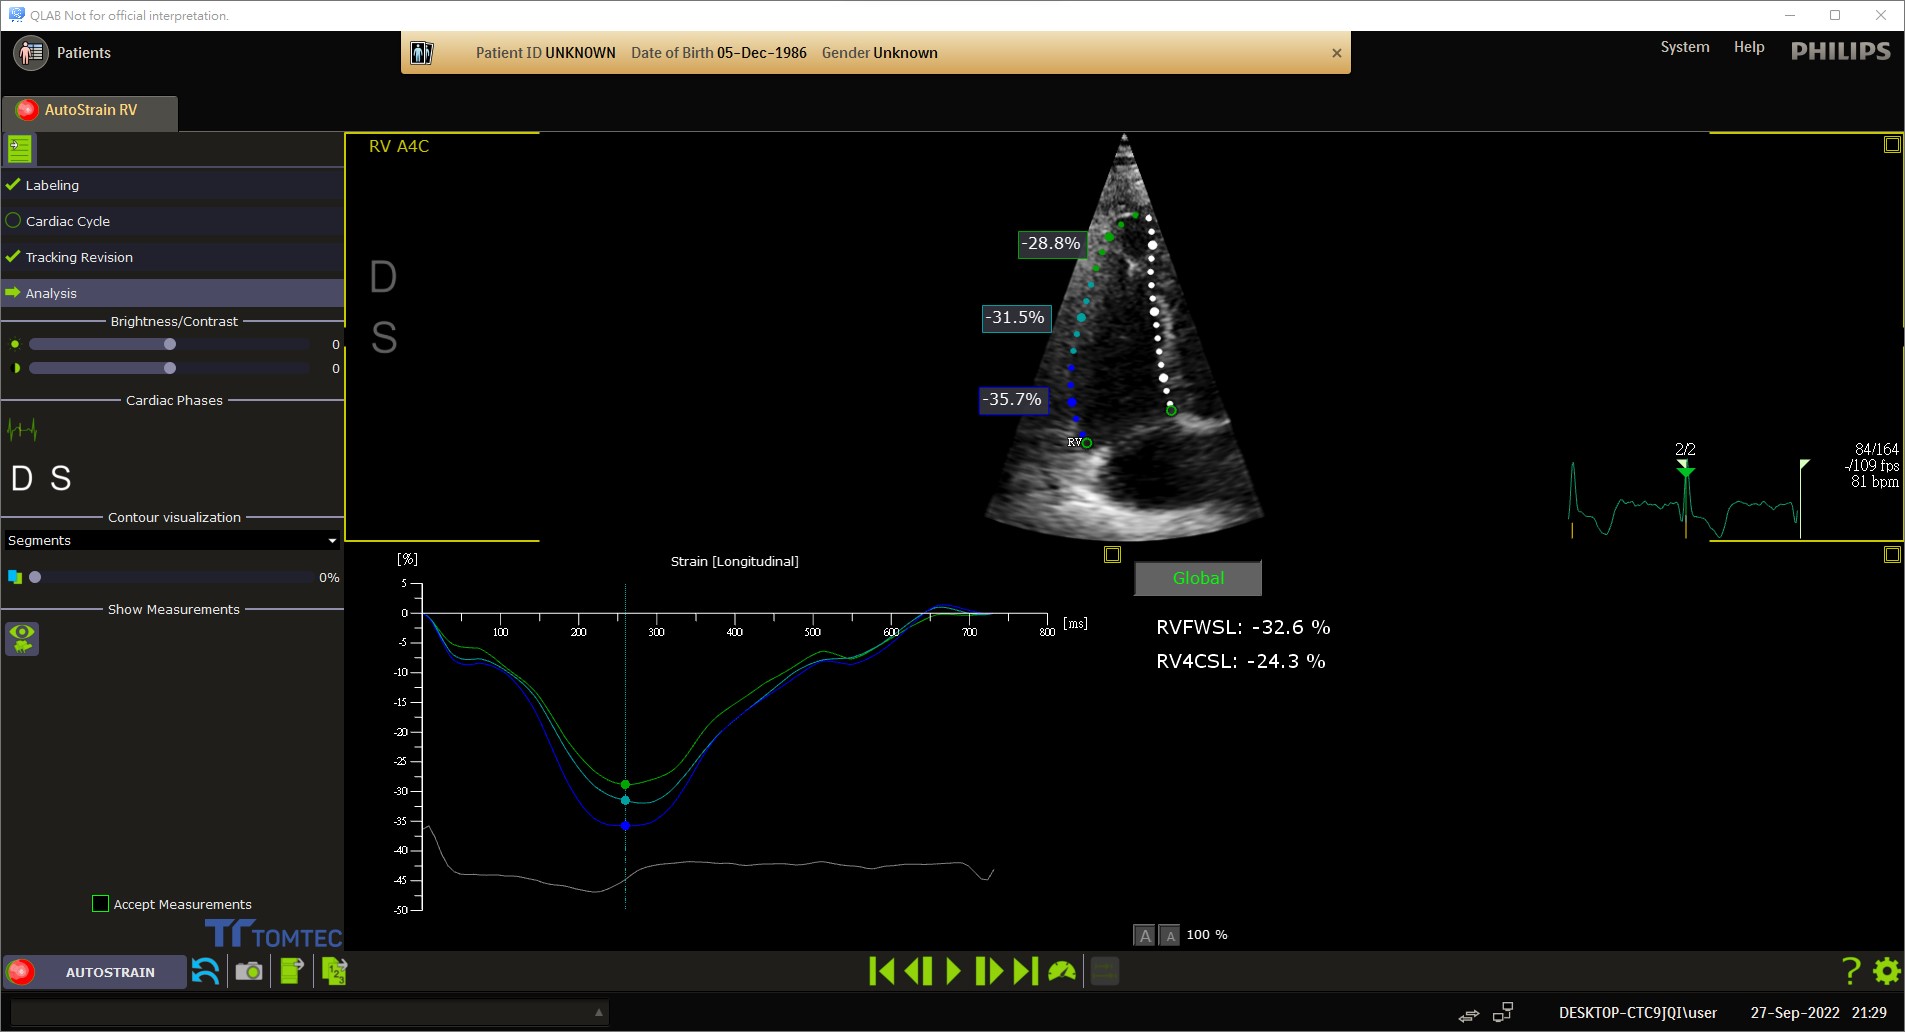 QLAB Not for official interpretation.
Patients
Patient ID UNKNOWN Date of Birth 05-Dec-1986 Gender Unknown
System Help PHILIPS
AutoStrain RV
Labeling
Cardiac Cycle
Tracking Revision
Analysis
Brightness/Contrast
0
0
Cardiac Phases
D S
Contour visualization
Segments
0%
Show Measurements
Accept Measurements
TOMTEC
RV A4C
D
S
-28.8%
-31.5%
-35.7%
RV
2/2
84/164
-/109 fps
81 bpm
[%]
Strain [Longitudinal]
5
0
-5
-10
-15
-20
-25
-30
-35
-40
-45
-50
100 200 300 400 500 600 700 800 [ms]
Global
RVFWSL: -32.6 %
RV4CSL: -24.3 %
A A 100 %
AUTOSTRAIN
123
?
DESKTOP-CTC9JQI\user 27-Sep-2022 21:29